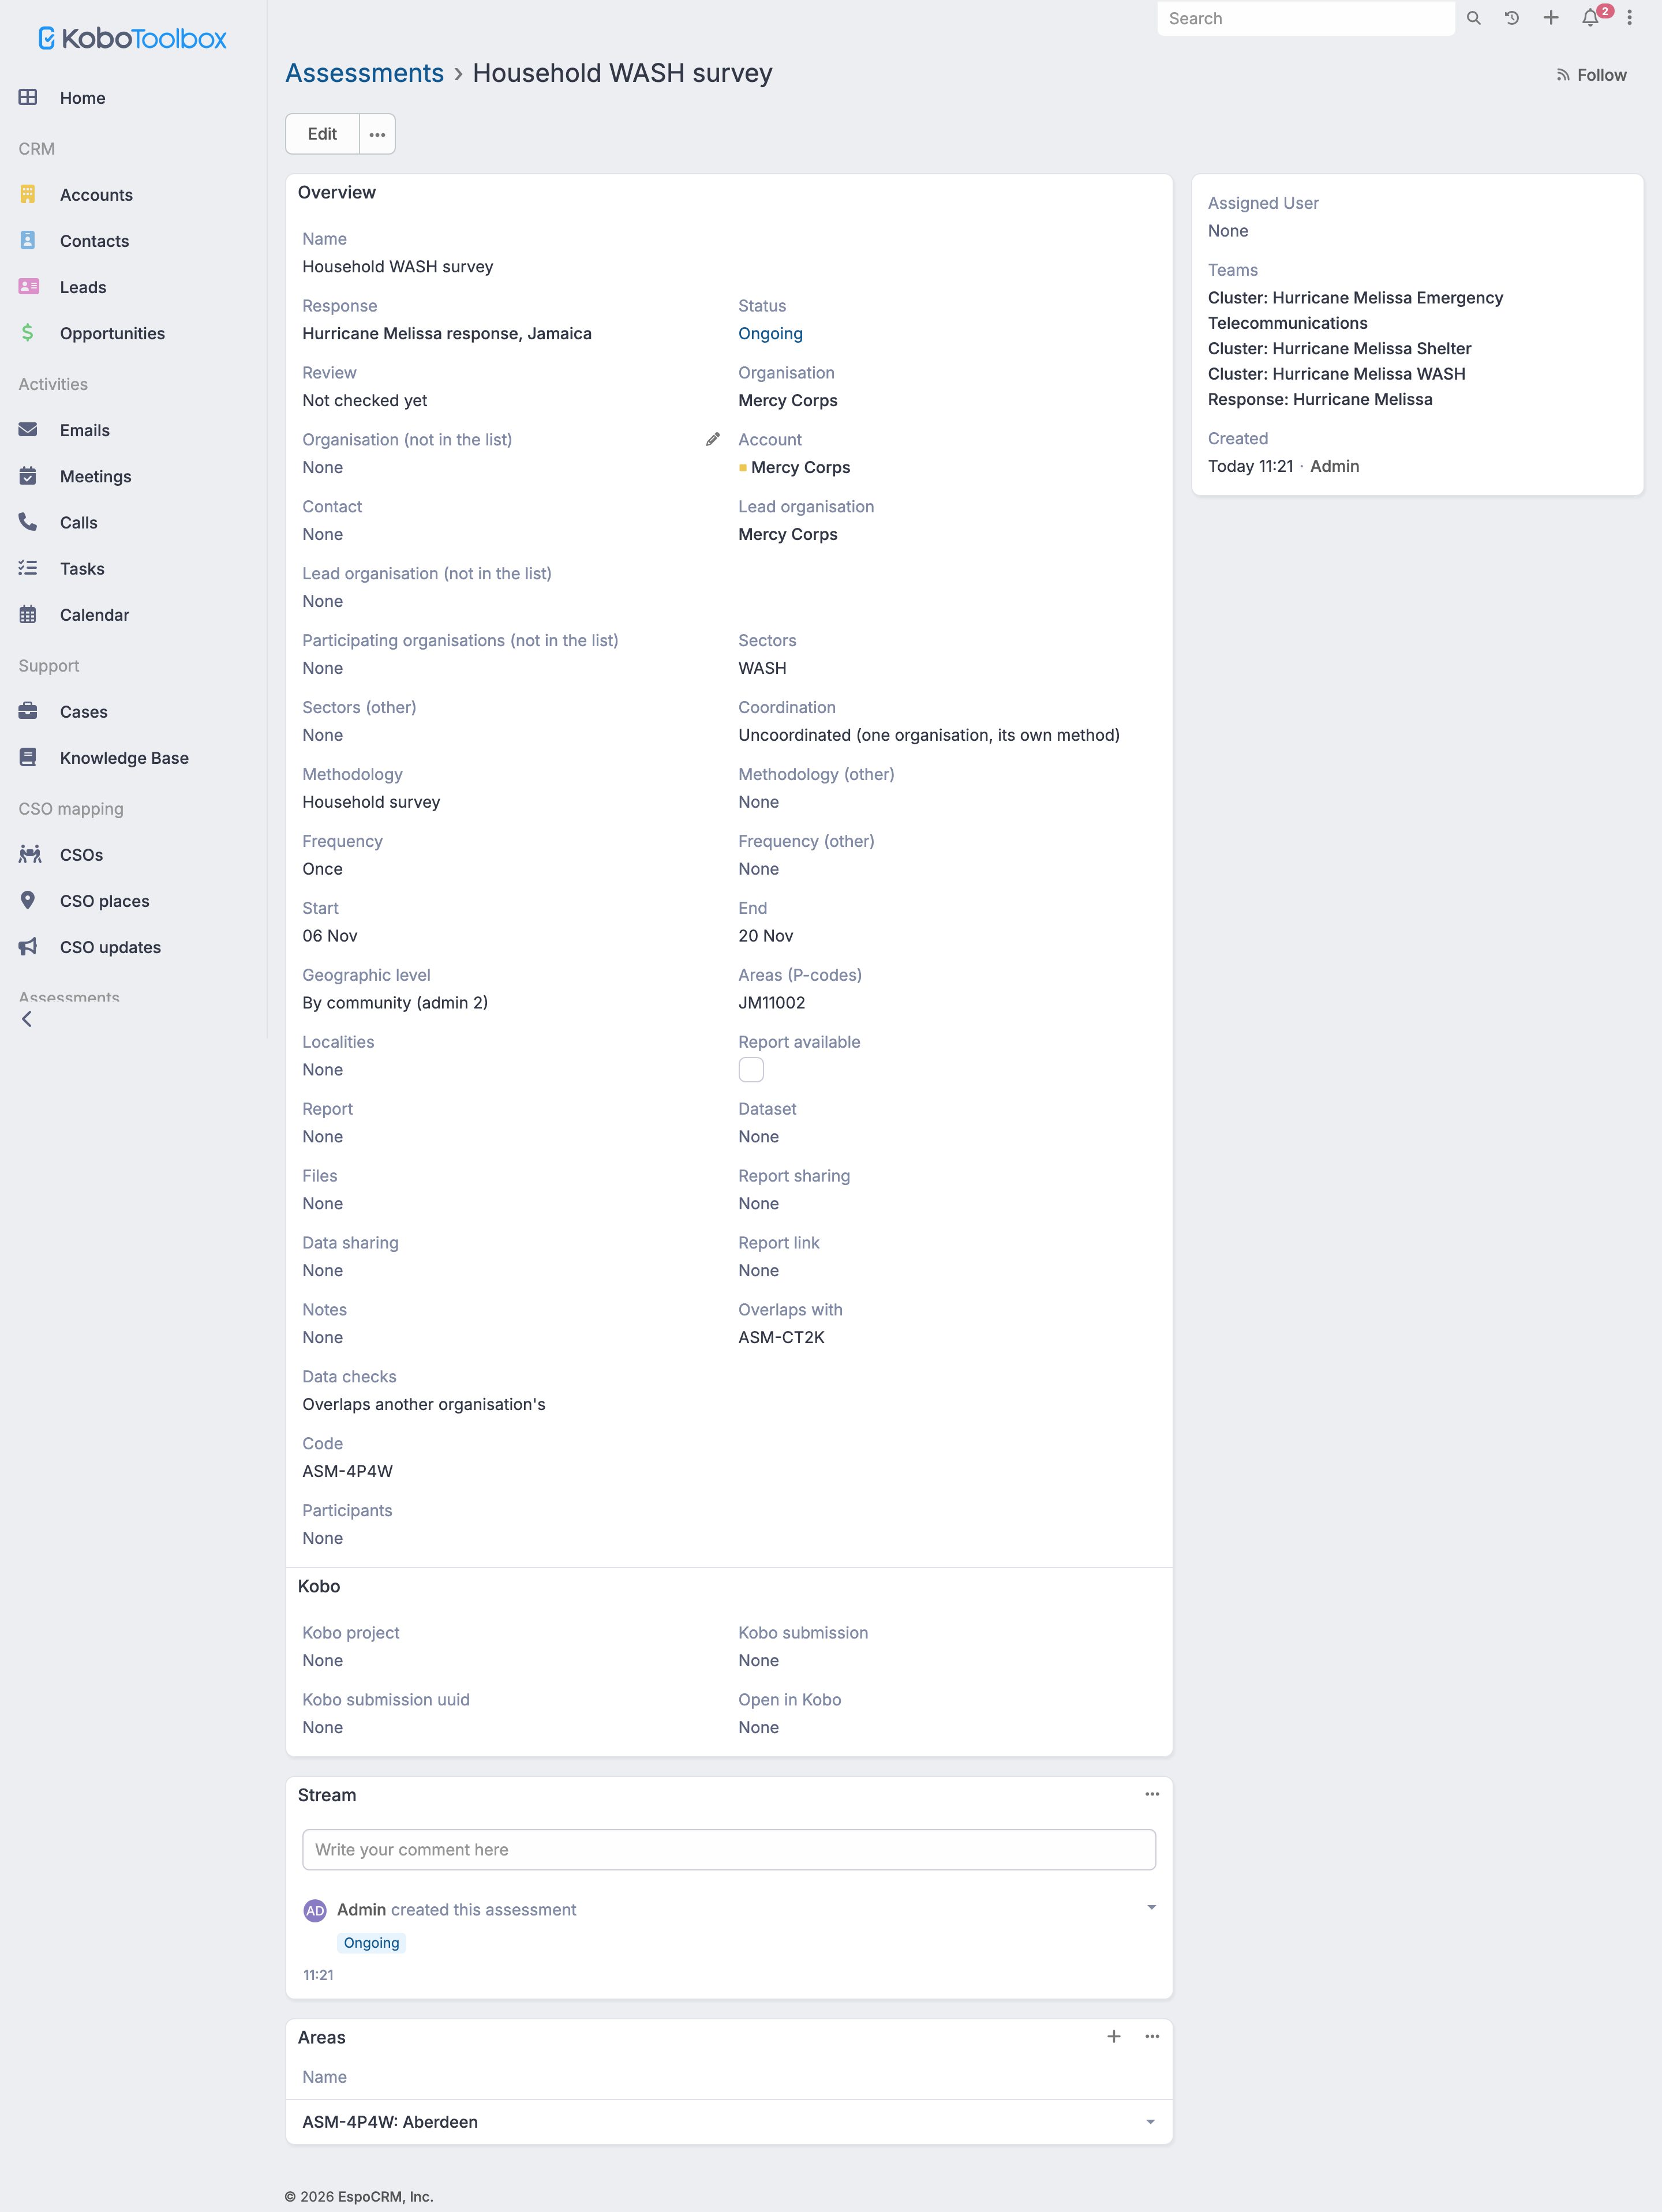 KoboToolbox
Search
2
Assessments › Household WASH survey
Follow
Edit
Home
CRM
Accounts
Contacts
Leads
Opportunities
Activities
Emails
Meetings
Calls
Tasks
Calendar
Support
Cases
Knowledge Base
CSO mapping
CSOs
CSO places
CSO updates
Assessments
Overview
Name
Household WASH survey
Response
Hurricane Melissa response, Jamaica
Status
Ongoing
Review
Not checked yet
Organisation
Mercy Corps
Organisation (not in the list)
None
Account
Mercy Corps
Contact
None
Lead organisation
Mercy Corps
Lead organisation (not in the list)
None
Participating organisations (not in the list)
None
Sectors
WASH
Sectors (other)
None
Coordination
Uncoordinated (one organisation, its own method)
Methodology
Household survey
Methodology (other)
None
Frequency
Once
Frequency (other)
None
Start
06 Nov
End
20 Nov
Geographic level
By community (admin 2)
Areas (P-codes)
JM11002
Localities
None
Report available
Report
None
Dataset
None
Files
None
Report sharing
None
Data sharing
None
Report link
None
Notes
None
Overlaps with
ASM-CT2K
Data checks
Overlaps another organisation's
Code
ASM-4P4W
Participants
None
Kobo
Kobo project
None
Kobo submission
None
Kobo submission uuid
None
Open in Kobo
None
Stream
Write your comment here
AD
Admin created this assessment
Ongoing
11:21
Areas
Name
ASM-4P4W: Aberdeen
Assigned User
None
Teams
Cluster: Hurricane Melissa Emergency
Telecommunications
Cluster: Hurricane Melissa Shelter
Cluster: Hurricane Melissa WASH
Response: Hurricane Melissa
Created
Today 11:21 · Admin
© 2026 EspoCRM, Inc.